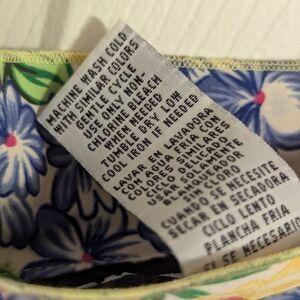 MACHINE WASH COLD
WITH SIMILAR COLORS
GENTLE CYCLE
USE ONLY NON-
CHLORINE BLEACH
WHEN NEEDED
TUMBLE DRY LOW
COOL IRON IF NEEDED
LAVAR EN LAVADORA
CON AGUA FRIA CON
COLORES SIMILARES
CICLO DELICADO
USAR BLANQUEADOR
SIN CLORO
CUANDO SE NECESITE
SECAR EN SECADORA
CICLO LENTO
PLANCHA FRIA
SI ES NECESARIO